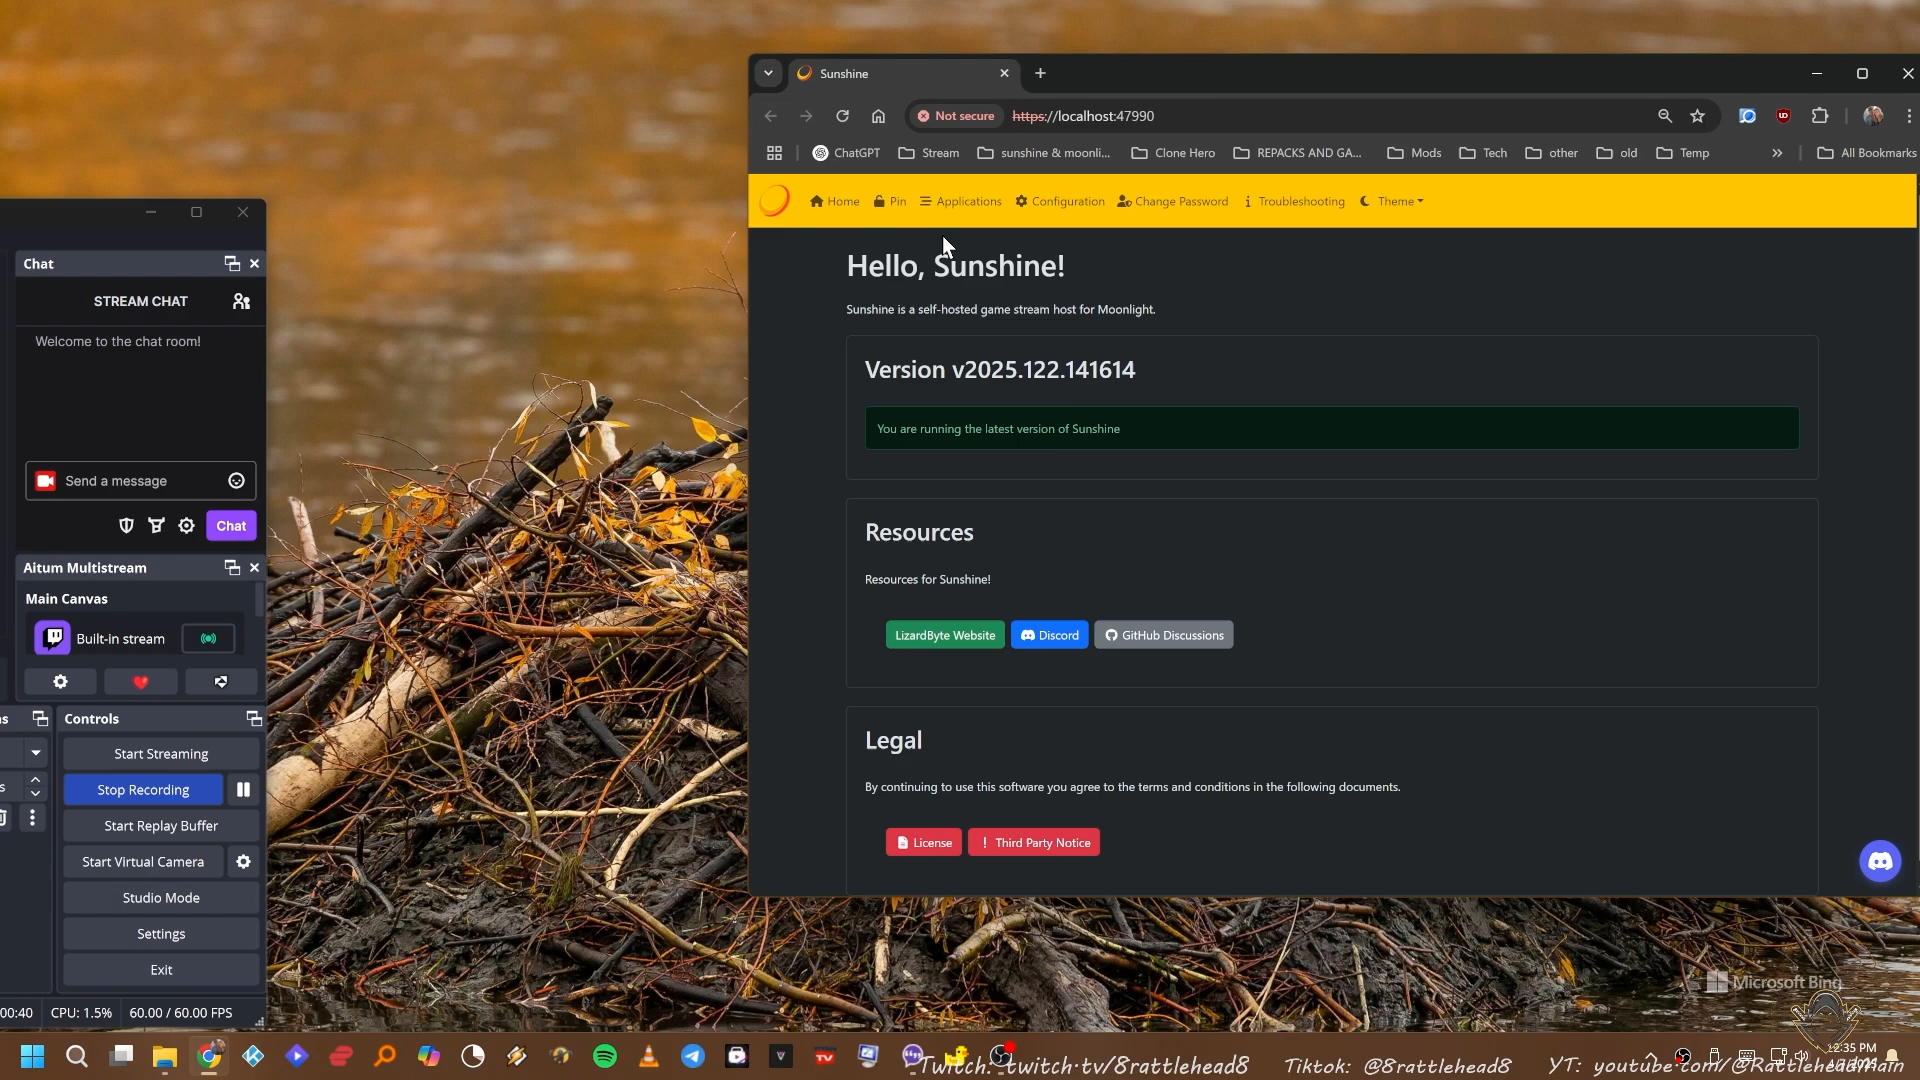 Sunshine
Not secure
https://localhost:47990
ChatGPT
Stream
sunshine & moonli...
Clone Hero
REPACKS AND GA...
Mods
Tech
other
old
Temp
All Bookmarks
Home
Pin
Applications
Configuration
Change Password
Troubleshooting
Theme
Hello, Sunshine!
Sunshine is a self-hosted game stream host for Moonlight.
Version v2025.122.141614
You are running the latest version of Sunshine
Resources
Resources for Sunshine!
LizardByte Website
Discord
GitHub Discussions
Legal
By continuing to use this software you agree to the terms and conditions in the following documents.
License
Third Party Notice
Chat
STREAM CHAT
Welcome to the chat room!
Send a message
Chat
Aitum Multistream
Main Canvas
Built-in stream
Controls
Start Streaming
Stop Recording
Start Replay Buffer
Start Virtual Camera
Studio Mode
Settings
Exit
00:40
CPU: 1.5%
60.00 / 60.00 FPS
Microsoft Bing
Twitch: twitch.tv/8rattlehead8
Tiktok: @8rattlehead8
12:35 PM